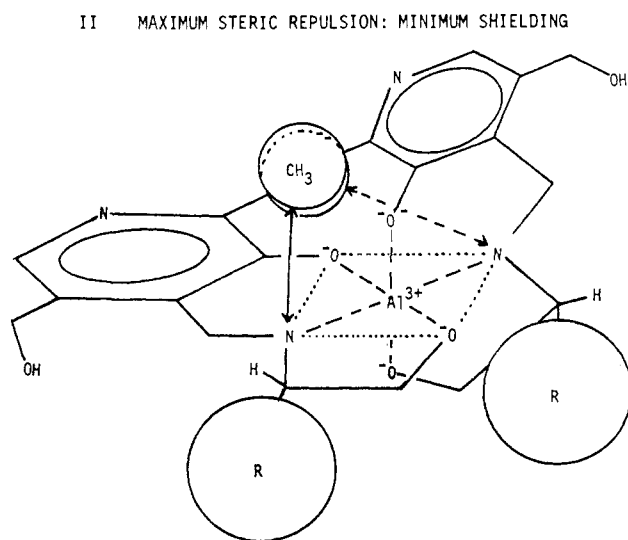 II MAXIMUM STERIC REPULSION: MINIMUM SHIELDING
N
OH
CH3
N
-O-
-O
N
Al3+
H
N
-O
-O
OH
H
R
R